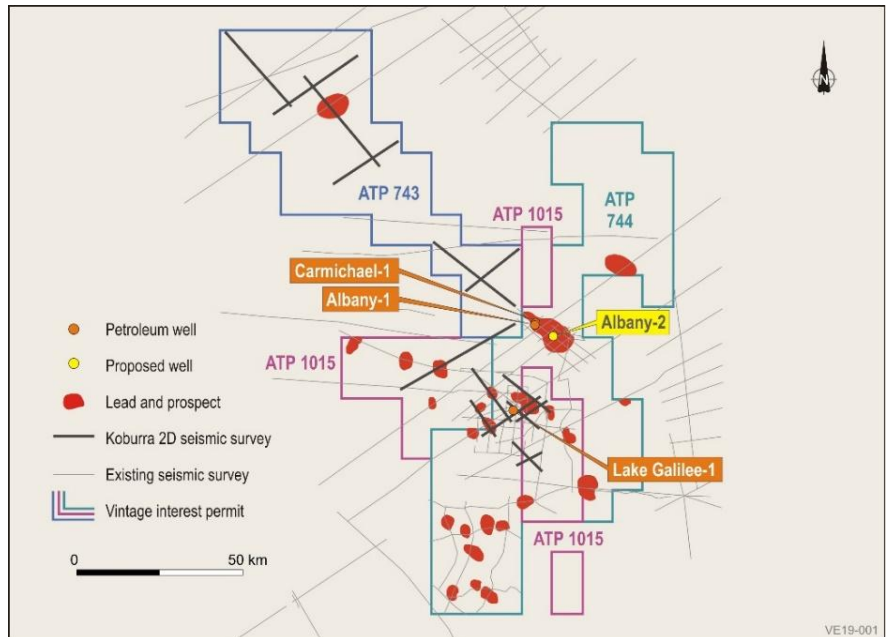 N
ATP 743
ATP 1015
ATP
744
Carmichael-1
Albany-1
Albany-2
ATP 1015
Lake Galilee-1
ATP 1015
Petroleum well
Proposed well
Lead and prospect
Koburra 2D seismic survey
Existing seismic survey
Vintage interest permit
0 50 km
VE19-001